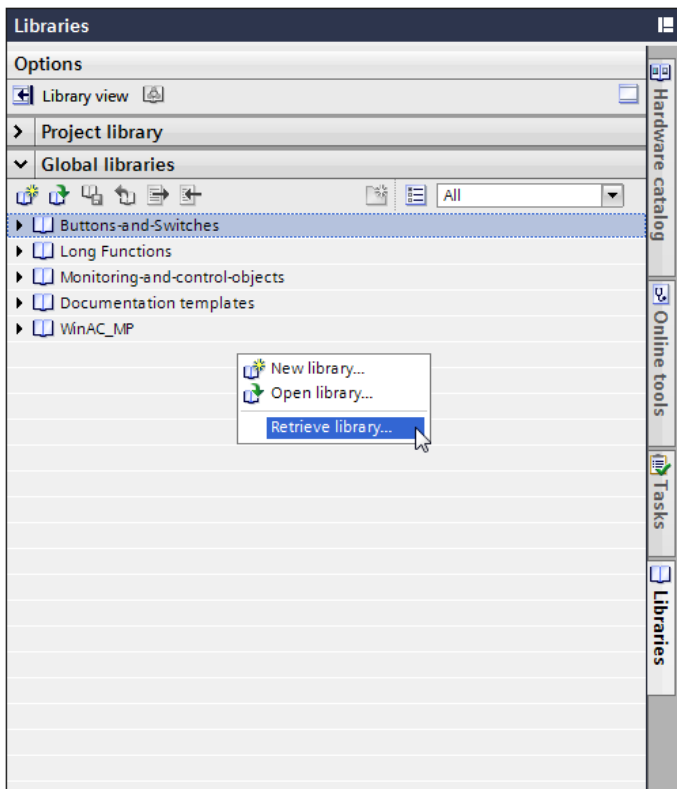 Libraries
Options
Library view
Project library
Global libraries
All
Buttons-and-Switches
Long Functions
Monitoring-and-control-objects
Documentation templates
WinAC_MP
New library...
Open library...
Retrieve library...
Hardware catalog
Online tools
Tasks
Libraries